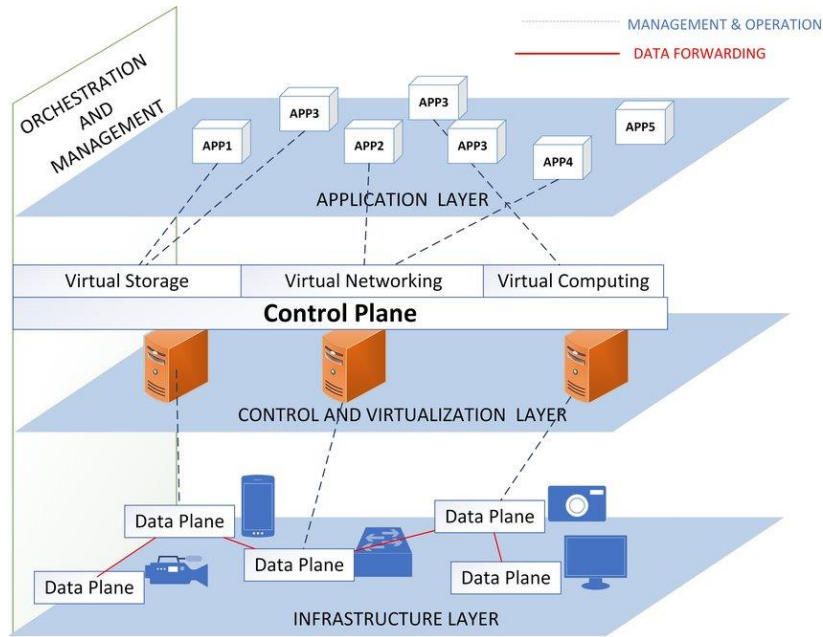 MANAGEMENT & OPERATION
DATA FORWARDING
ORCHESTRATION
AND
MANAGEMENT
APP3
APP3
APP1
APP2
APP3
APP5
APP4
APPLICATION LAYER
Virtual Storage
Virtual Networking
Virtual Computing
Control Plane
CONTROL AND VIRTUALIZATION LAYER
Data Plane
Data Plane
Data Plane
Data Plane
Data Plane
INFRASTRUCTURE LAYER